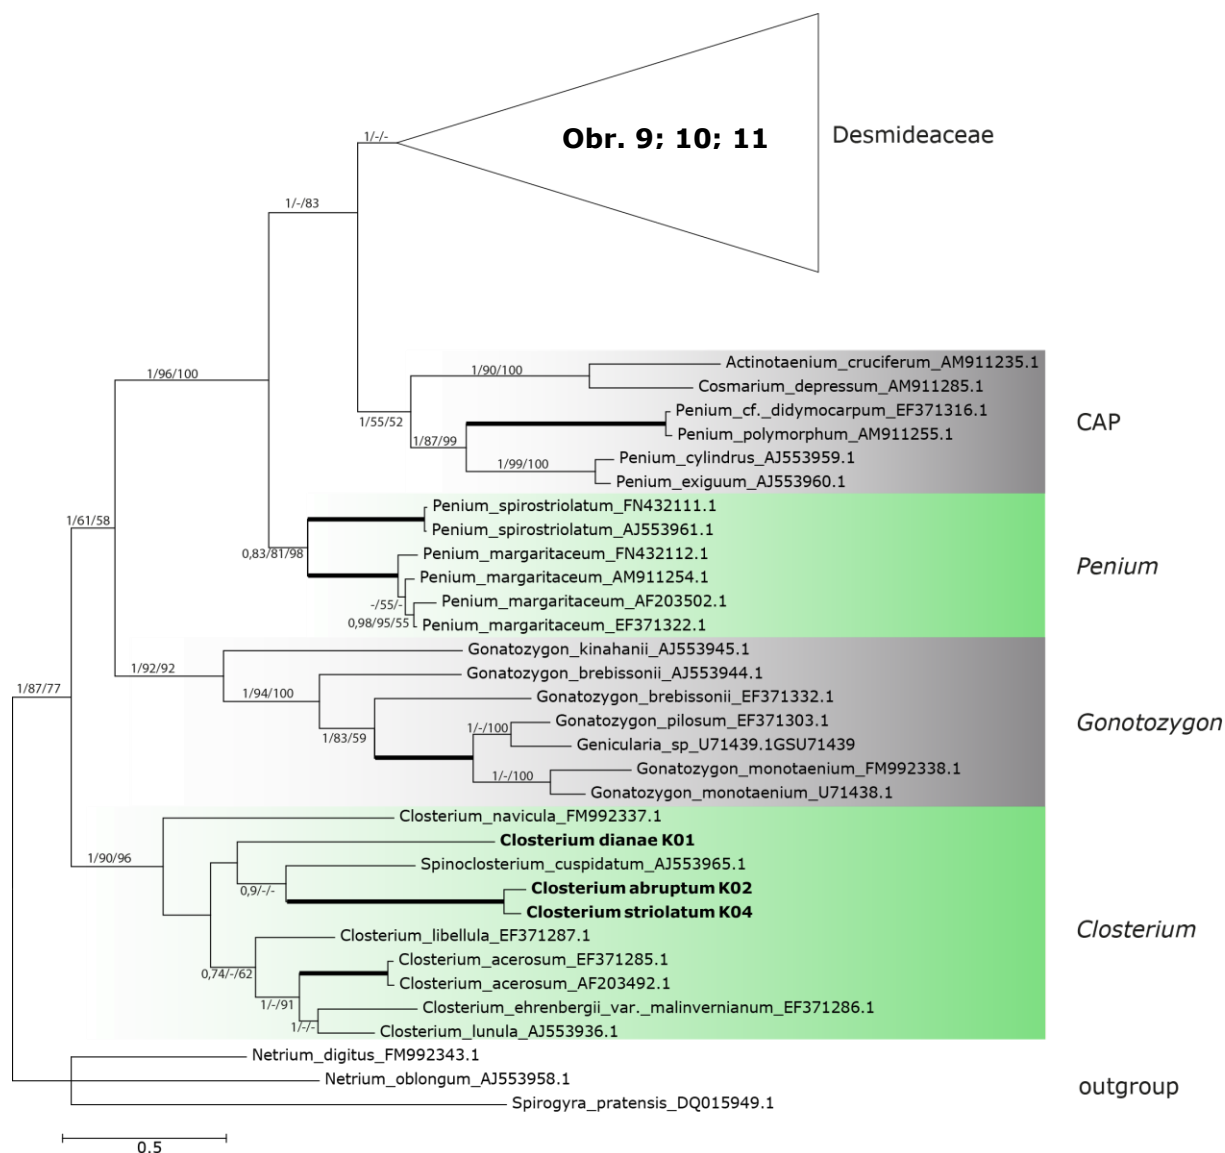 1/-/-
Obr. 9; 10; 11
Desmideaceae
1/-/83
Actinotaenium_cruciferum_AM911235.1
1/90/100
1/96/100
Cosmarium_depressum_AM911285.1
Penium_cf._didymocarpum_EF371316.1
1/55/52
CAP
Penium_polymorphum_AM911255.1
1/87/99
Penium_cylindrus_AJ553959.1
1/99/100
Penium_exiguum_AJ553960.1
Penium_spirostriolatum_FN432111.1
1/61/58
Penium_spirostriolatum_AJ553961.1
0,83/81/98
Penium_margaritaceum_FN432112.1
Penium
Penium_margaritaceum_AM911254.1
-/55/-
Penium_margaritaceum_AF203502.1
0,98/95/55
Penium_margaritaceum_EF371322.1
Gonatozygon_kinahanii_AJ553945.1
1/92/92
Gonatozygon_brebissonii_AJ553944.1
1/87/77
1/94/100
Gonatozygon_brebissonii_EF371332.1
Gonatozygon_pilosum_EF371303.1
Gonotozygon
1/-/100
1/83/59
Genicularia_sp_U71439.1GSU71439
Gonatozygon_monotaenium_FM992338.1
1/-/100
Gonatozygon_monotaenium_U71438.1
Closterium_navicula_FM992337.1
Closterium dianae K01
1/90/96
Spinoclosterium_cuspidatum_AJ553965.1
0,9/-/-
Closterium abruptum K02
Closterium striolatum K04
Closterium
Closterium_libellula_EF371287.1
Closterium_acerosum_EF371285.1
0,74/-/62
Closterium_acerosum_AF203492.1
1/-/91
Closterium_ehrenbergii_var._malinvernianum_EF371286.1
1/-/-
Closterium_lunula_AJ553936.1
Netrium_digitus_FM992343.1
Netrium_oblongum_AJ553958.1
outgroup
Spirogyra_pratensis_DQ015949.1
0.5